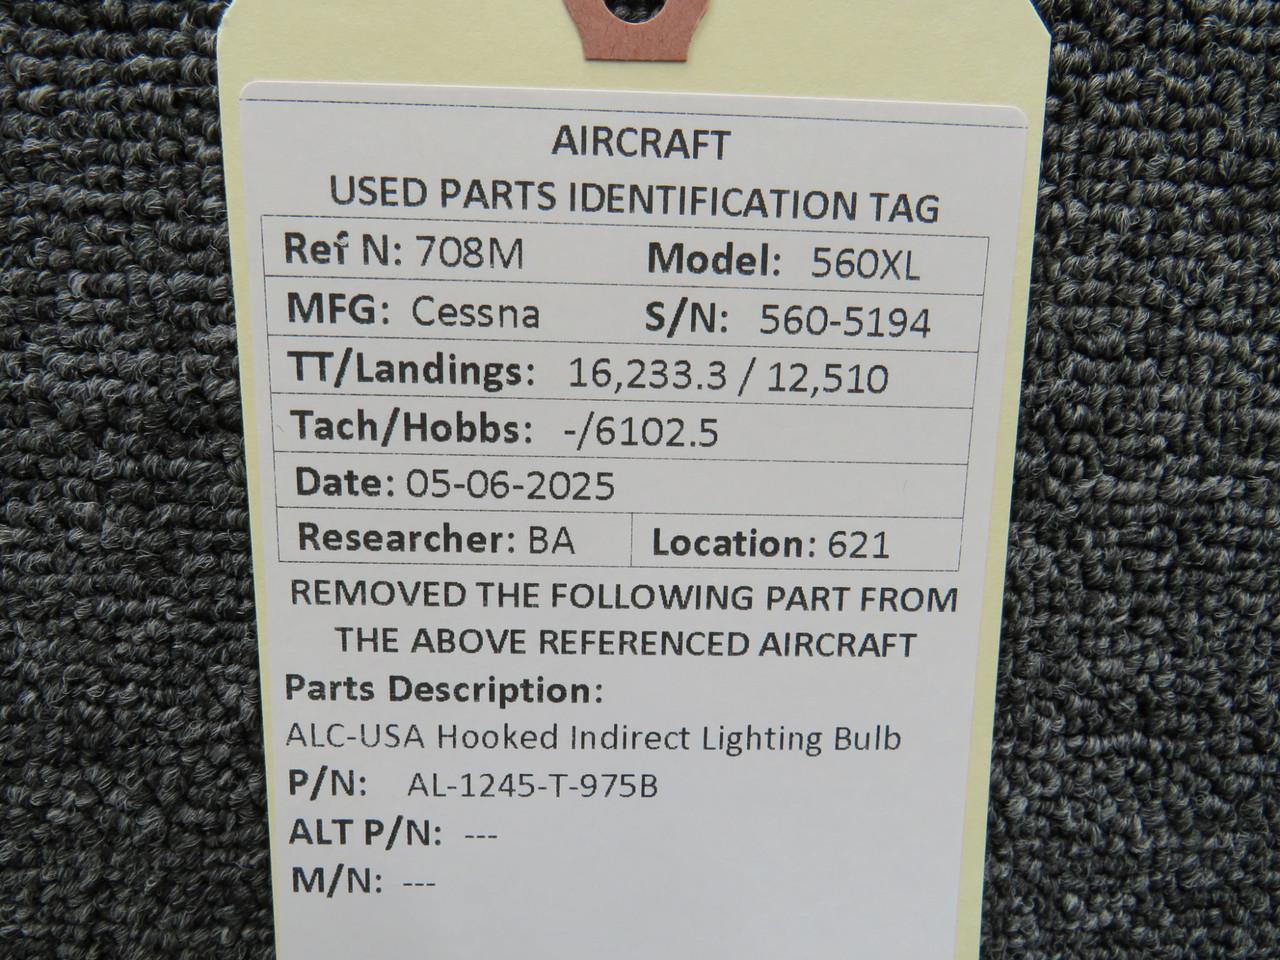 AIRCRAFT
USED PARTS IDENTIFICATION TAG
Ref N: 708M Model: 560XL
MFG: Cessna S/N: 560-5194
TT/Landings: 16,233.3 / 12,510
Tach/Hobbs: -/6102.5
Date: 05-06-2025
Researcher: BA Location: 621
REMOVED THE FOLLOWING PART FROM
THE ABOVE REFERENCED AIRCRAFT
Parts Description:
ALC-USA Hooked Indirect Lighting Bulb
P/N: AL-1245-T-975B
ALT P/N: ---
M/N: ---